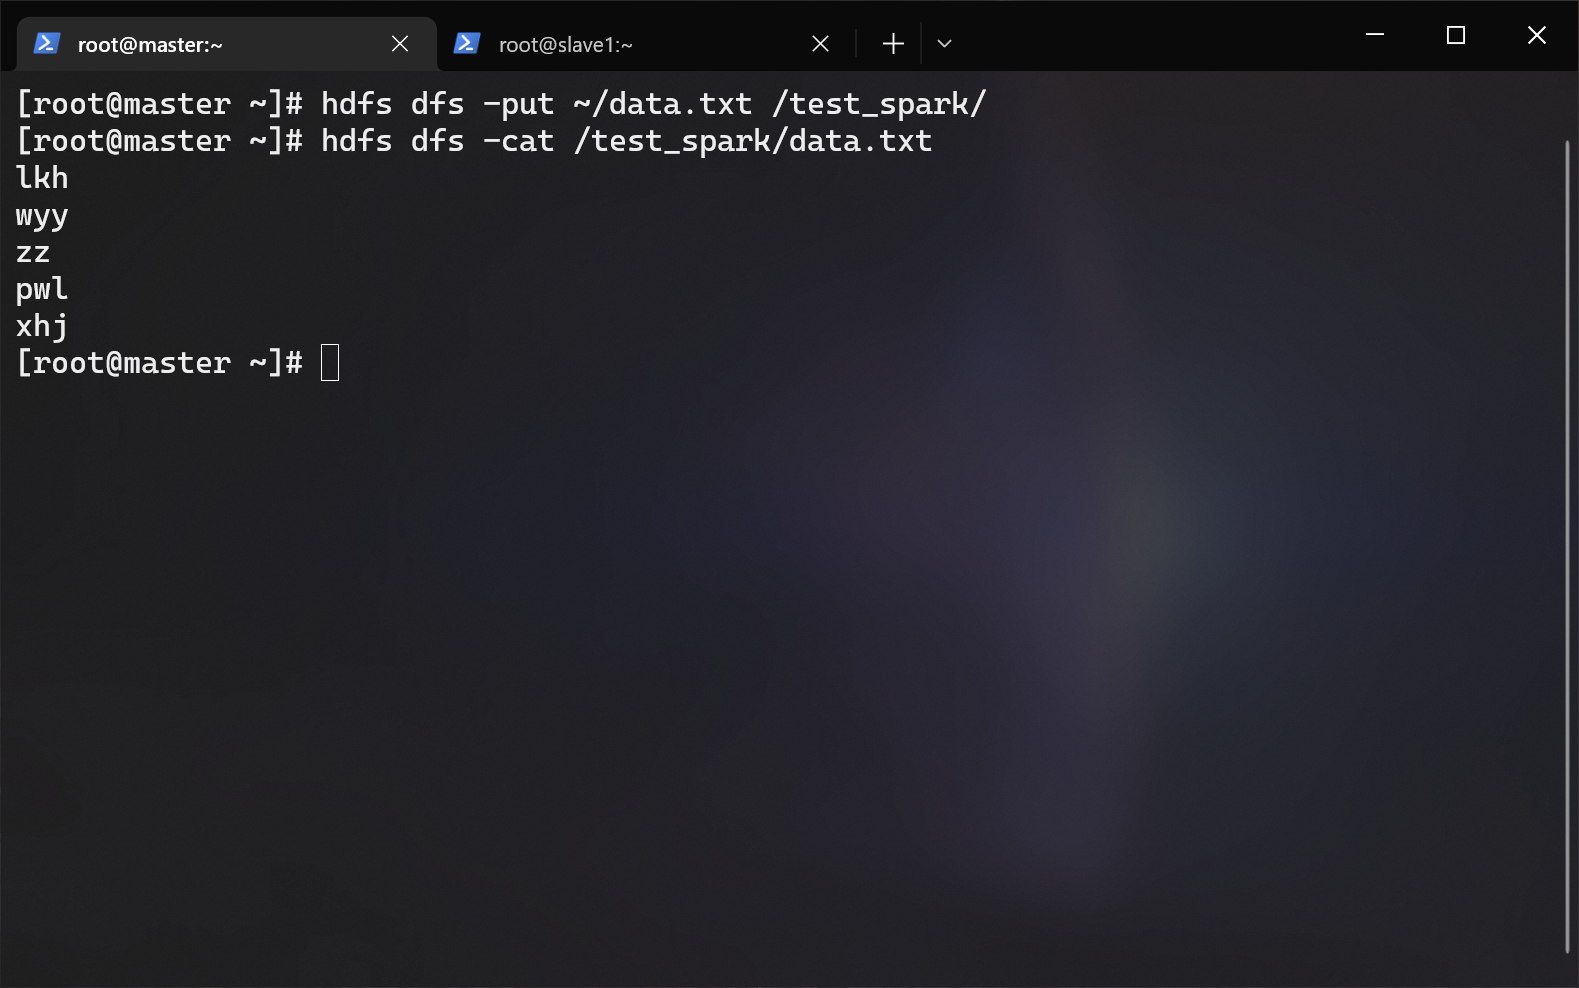 root@master:~
root@slave1:~
[root@master ~]# hdfs dfs -put ~/data.txt /test_spark/
[root@master ~]# hdfs dfs -cat /test_spark/data.txt
lkh
wyy
zz
pwl
xhj
[root@master ~]#